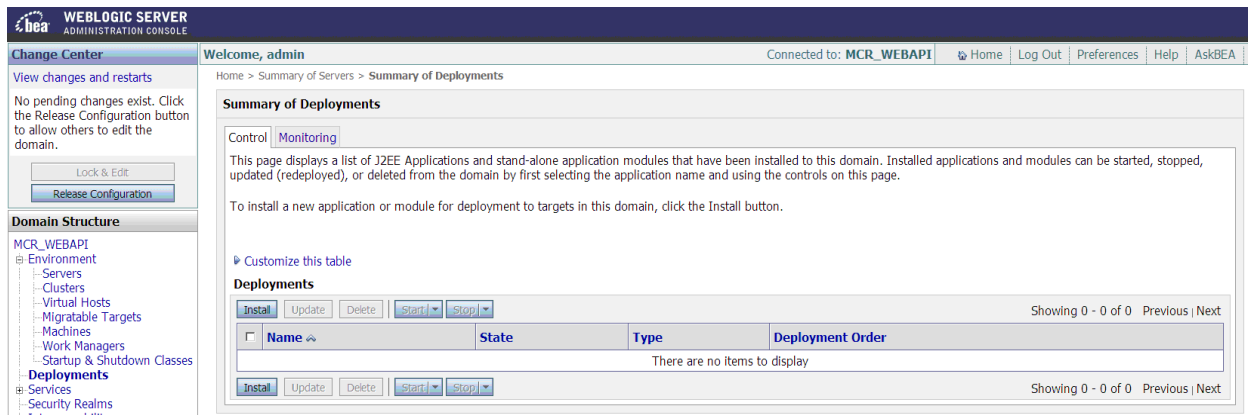 bea WEBLOGIC SERVER
ADMINISTRATION CONSOLE
Change Center
View changes and restarts
No pending changes exist. Click
the Release Configuration button
to allow others to edit the
domain.
Lock & Edit
Release Configuration
Domain Structure
MCR_WEBAPI
Environment
Servers
Clusters
Virtual Hosts
Migratable Targets
Machines
Work Managers
Startup & Shutdown Classes
Deployments
Services
Security Realms
Welcome, admin
Connected to: MCR_WEBAPI Home Log Out Preferences Help AskBEA
Home > Summary of Servers > Summary of Deployments
Summary of Deployments
Control Monitoring
This page displays a list of J2EE Applications and stand-alone application modules that have been installed to this domain. Installed applications and modules can be started, stopped,
updated (redeployed), or deleted from the domain by first selecting the application name and using the controls on this page.
To install a new application or module for deployment to targets in this domain, click the Install button.
Customize this table
Deployments
Install Update Delete Start Stop Showing 0 - 0 of 0 Previous | Next
Name State Type Deployment Order
There are no items to display
Install Update Delete Start Stop Showing 0 - 0 of 0 Previous | Next